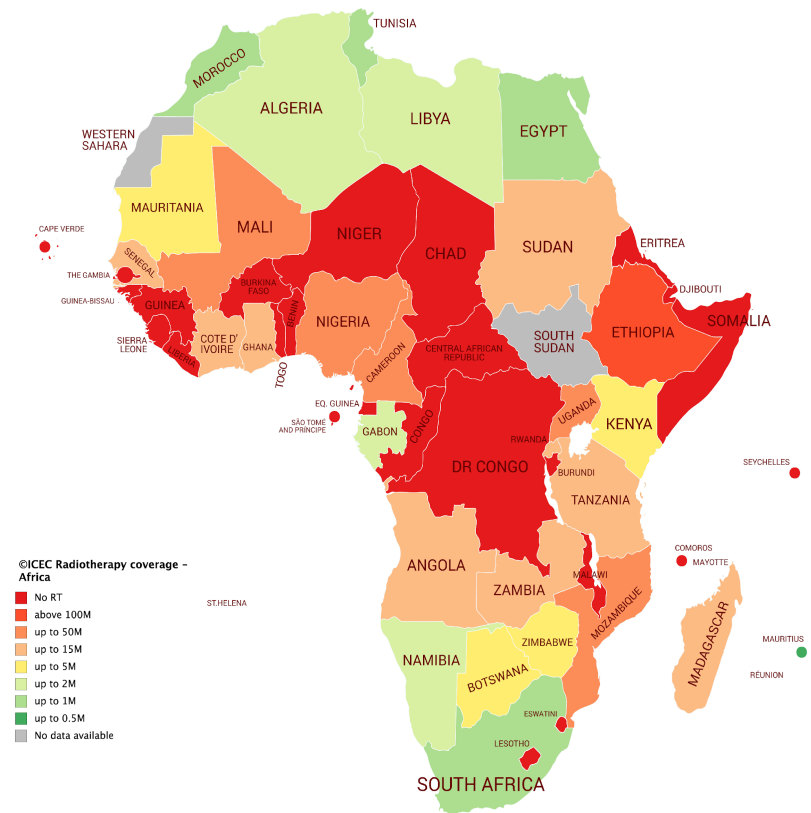 TUNISIA
MOROCCO
ALGERIA
LIBYA
EGYPT
WESTERN
SAHARA
MAURITANIA
MALI
NIGER
CHAD
SUDAN
ERITREA
CAPE VERDE
SENEGAL
THE GAMBIA
GUINEA-BISSAU
GUINEA
BURKINA
FASO
BENIN
DJIBOUTI
SOMALIA
SIERRA
LEONE
LIBERIA
COTE D'
IVOIRE
GHANA
TOGO
NIGERIA
CAMEROON
CENTRAL AFRICAN
REPUBLIC
SOUTH
SUDAN
ETHIOPIA
EQ. GUINEA
SÃO TOMÉ
AND PRÍNCIPE
GABON
CONGO
DR CONGO
UGANDA
KENYA
RWANDA
BURUNDI
TANZANIA
SEYCHELLES
ANGOLA
ZAMBIA
MALAWI
MOZAMBIQUE
COMOROS
MAYOTTE
MADAGASCAR
MAURITIUS
RÉUNION
ST.HELENA
NAMIBIA
BOTSWANA
ZIMBABWE
ESWATINI
LESOTHO
SOUTH AFRICA
©ICEC Radiotherapy coverage –
Africa
No RT
above 100M
up to 50M
up to 15M
up to 5M
up to 2M
up to 1M
up to 0.5M
No data available